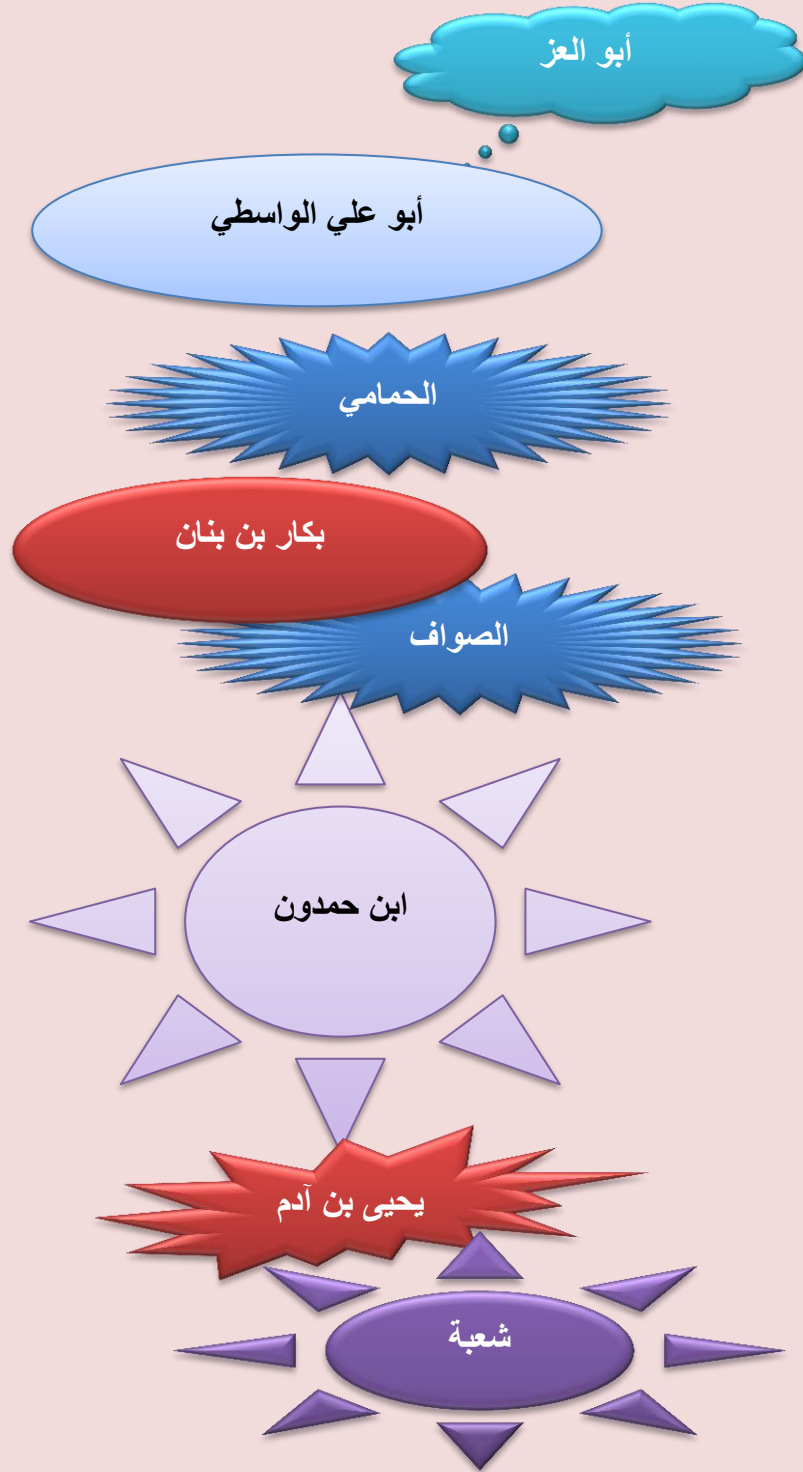 أبو العز
أبو علي الواسطي
الحمامي
بكار بن بنان
الصواف
ابن حمدون
يحيى بن آدم
شعبة